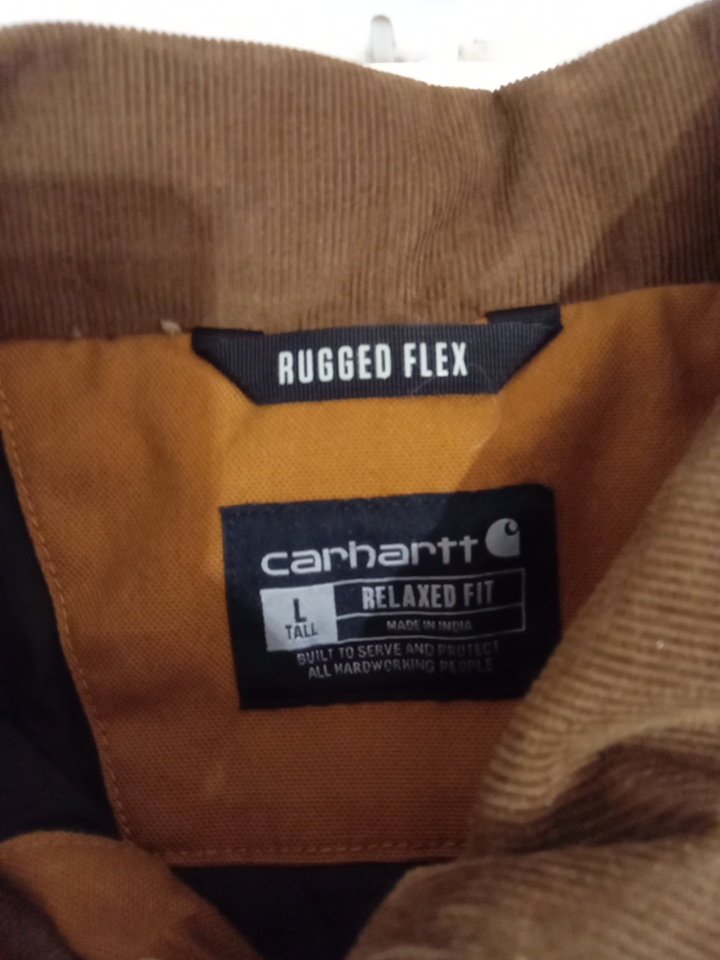 RUGGED FLEX
carhartt
L
TALL
RELAXED FIT
MADE IN INDIA
BUILT TO SERVE AND PROTECT
ALL HARDWORKING PEOPLE